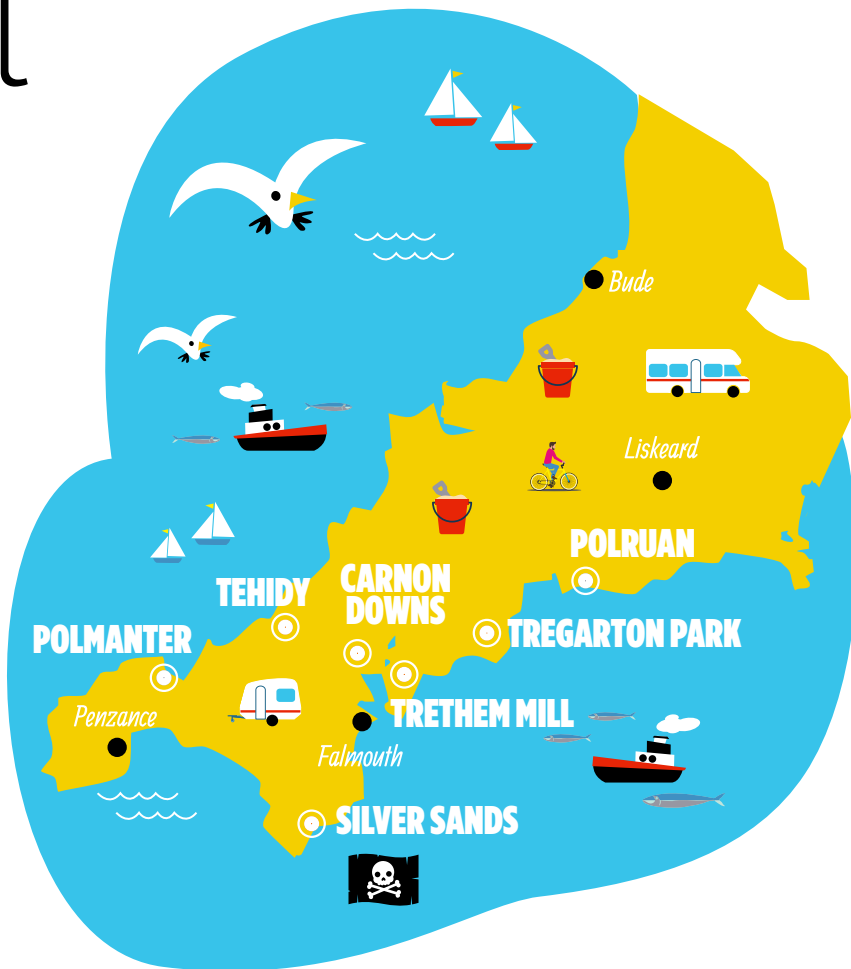 l
Bude
Liskeard
POLRUAN
CARNON
DOWNS
TEHIDY
TREGARTON PARK
POLMANTER
TRETHEM MILL
Penzance
Falmouth
SILVER SANDS